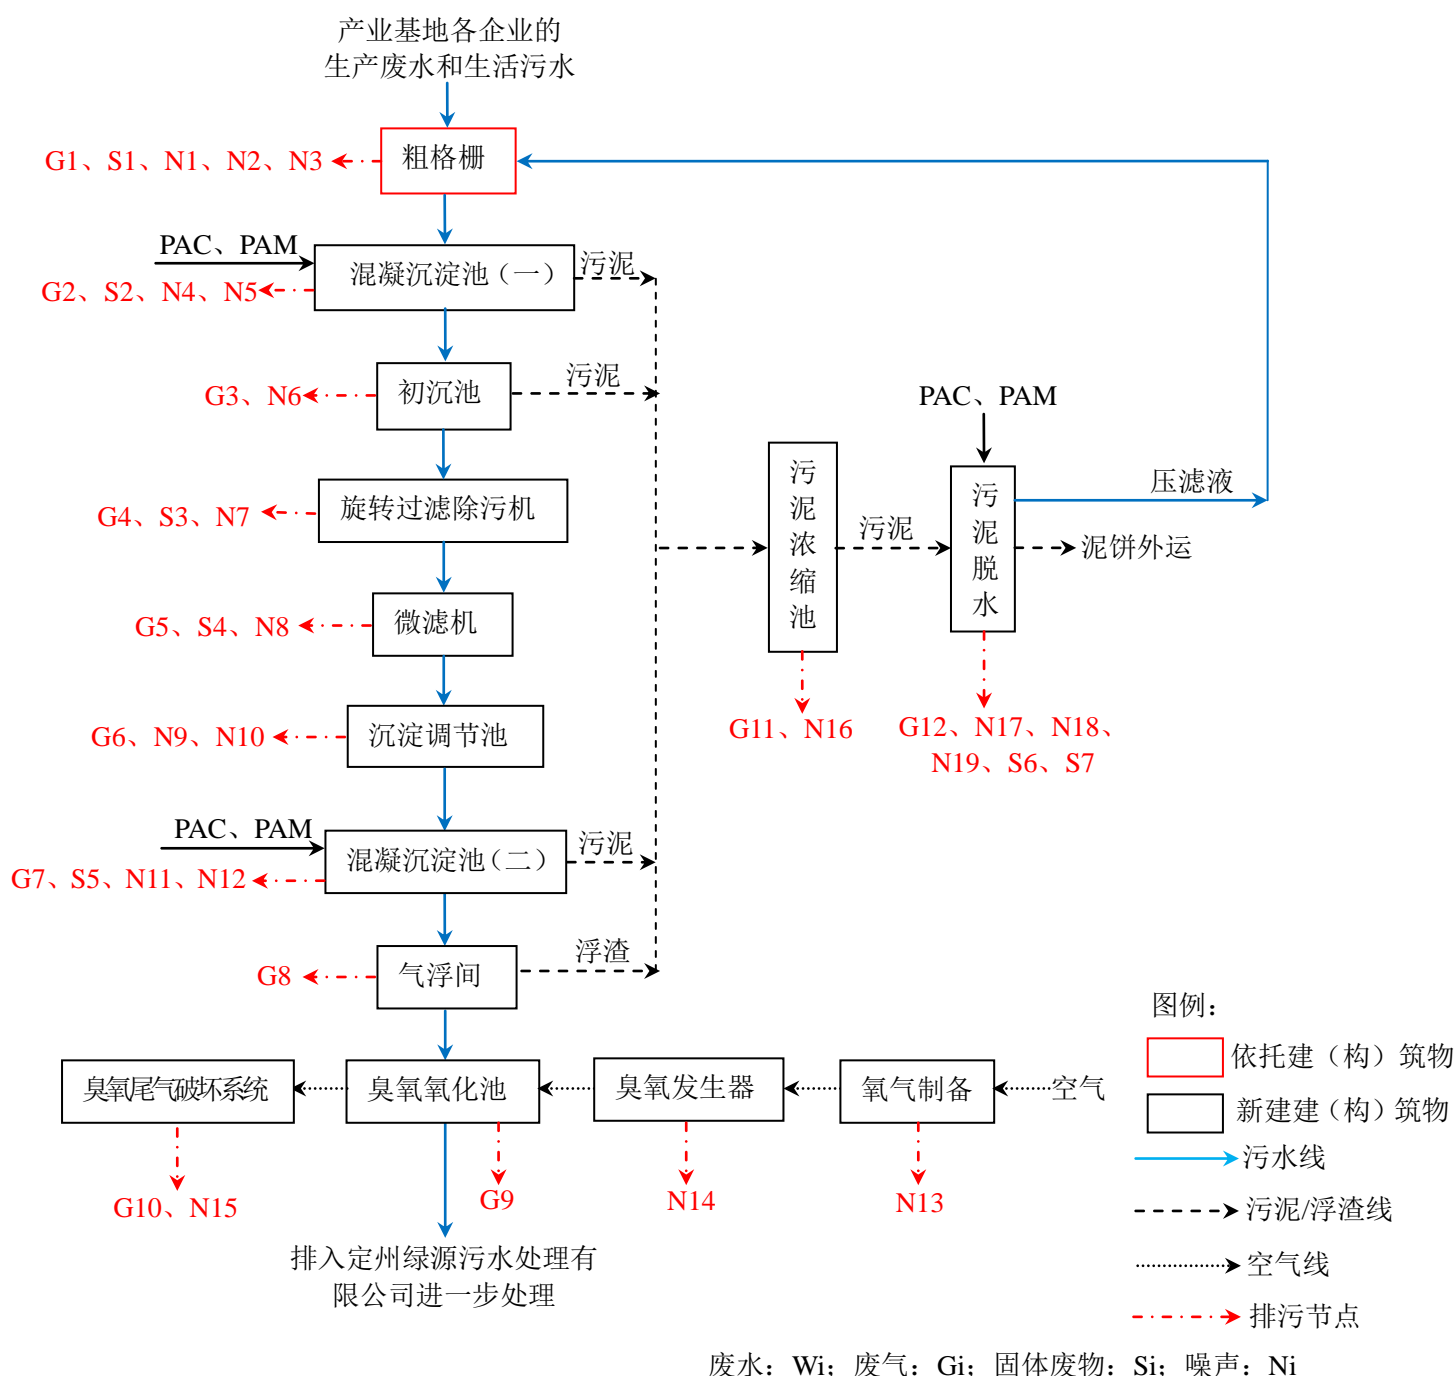 产业基地各企业的
生产废水和生活污水
粗格栅
G1、S1、N1、N2、N3
PAC、PAM
混凝沉淀池（一）
污泥
G2、S2、N4、N5
初沉池
污泥
G3、N6
PAC、PAM
旋转过滤除污机
G4、S3、N7
污泥浓缩池
污泥
污泥脱水
压滤液
泥饼外运
微滤机
G5、S4、N8
沉淀调节池
G6、N9、N10
G11、N16
G12、N17、N18、
N19、S6、S7
PAC、PAM
混凝沉淀池（二）
污泥
G7、S5、N11、N12
气浮间
浮渣
G8
臭氧尾气破坏系统
臭氧氧化池
臭氧发生器
氧气制备
空气
G10、N15
G9
N14
N13
排入定州绿源污水处理有
限公司进一步处理
图例：
依托建（构）筑物
新建建（构）筑物
污水线
污泥/浮渣线
空气线
排污节点
废水：Wi；废气：Gi；固体废物：Si；噪声：Ni